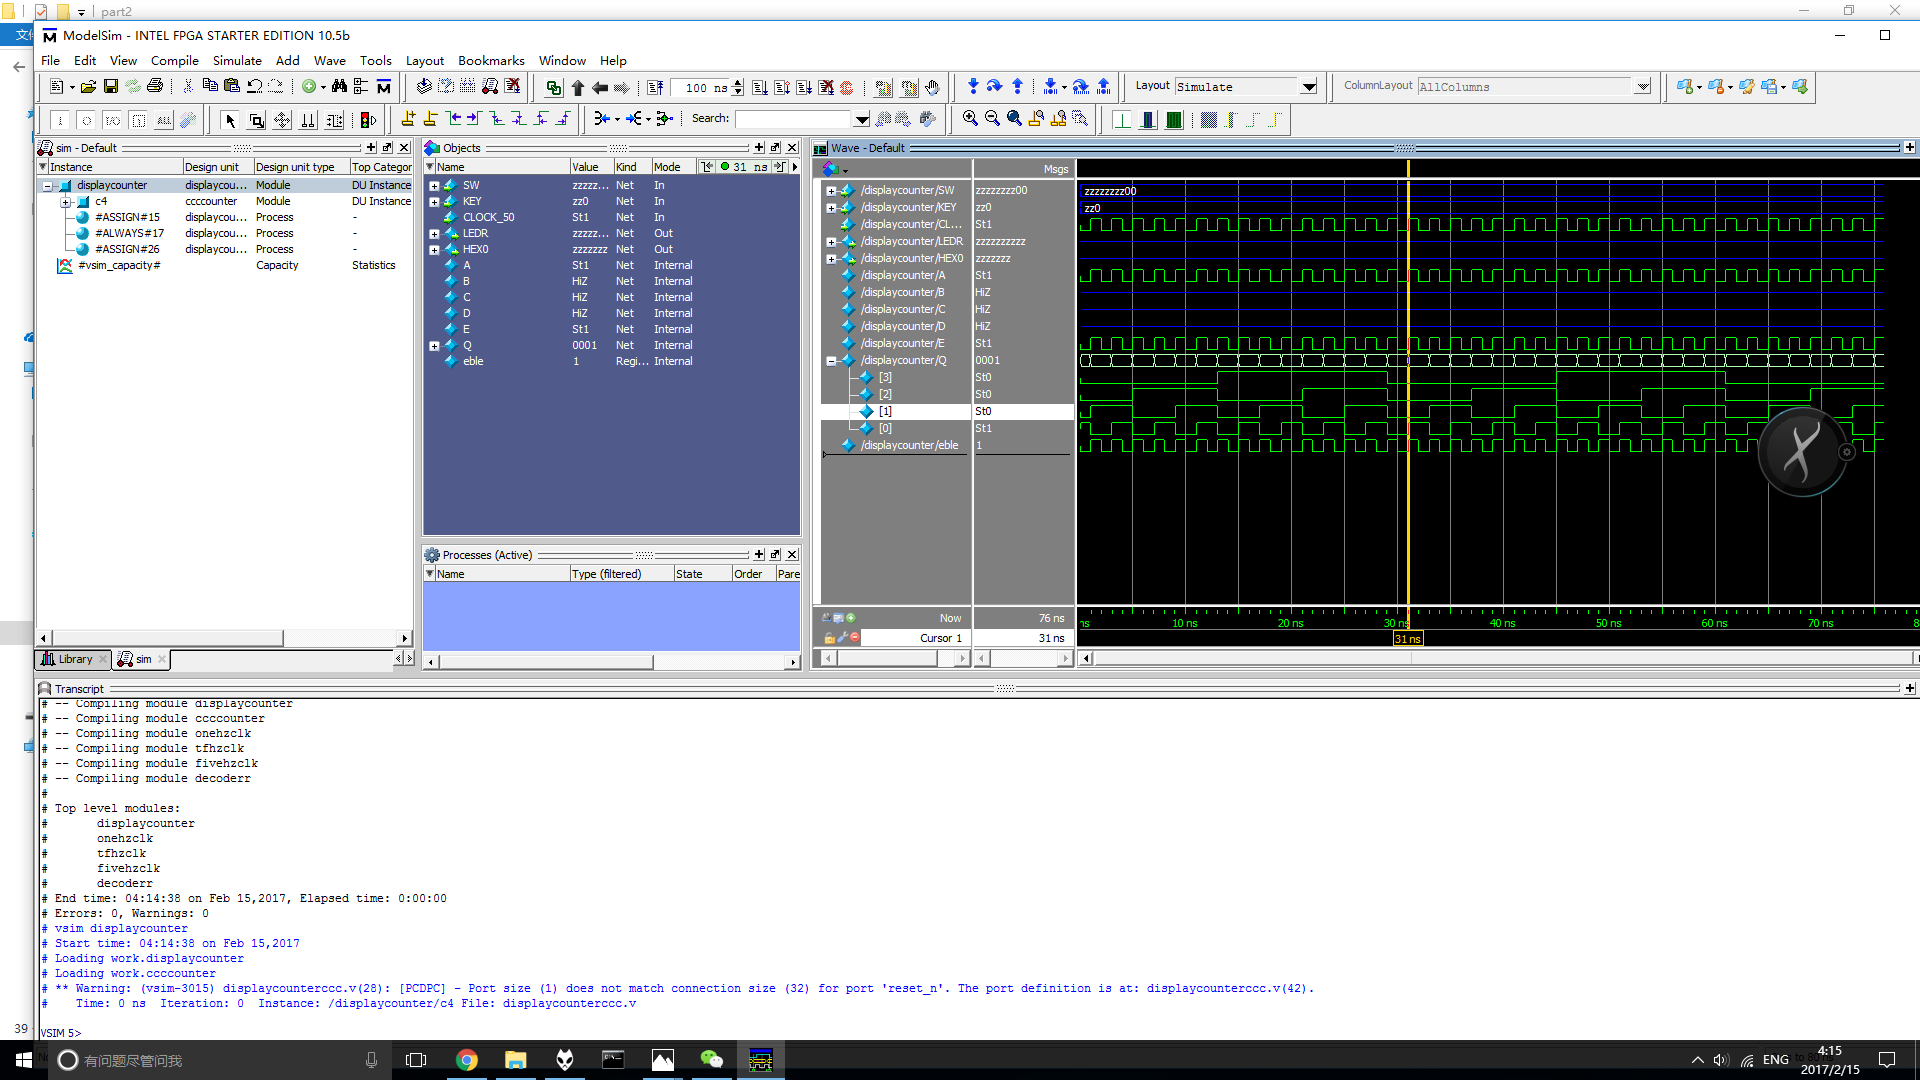 part2
文件
ModelSim - INTEL FPGA STARTER EDITION 10.5b
File Edit View Compile Simulate Add Wave Tools Layout Bookmarks Window Help
100 ns
Layout Simulate
ColumnLayout AllColumns
Search:
sim - Default
Instance Design unit Design unit type Top Categor
displaycounter displaycou... Module DU Instance
c4 ccccounter Module DU Instance
#ASSIGN#15 displaycou... Process -
#ALWAYS#17 displaycou... Process -
#ASSIGN#26 displaycou... Process -
#vsim_capacity# Capacity Statistics
Library sim
Objects
Name Value Kind Mode 31 ns
SW zzzzz... Net In
KEY zz0 Net In
CLOCK_50 St1 Net In
LEDR zzzzz... Net Out
HEX0 zzzzzzz Net Out
A St1 Net Internal
B HiZ Net Internal
C HiZ Net Internal
D HiZ Net Internal
E St1 Net Internal
Q 0001 Net Internal
eble 1 Regi... Internal
Processes (Active)
Name Type (filtered) State Order Pare
Wave - Default
Msgs
/displaycounter/SW zzzzzzzz00 zzzzzzzz00
/displaycounter/KEY zz0 zz0
/displaycounter/CL... St1
/displaycounter/LEDR zzzzzzzzzz
/displaycounter/HEX0 zzzzzzz
/displaycounter/A St1
/displaycounter/B HiZ
/displaycounter/C HiZ
/displaycounter/D HiZ
/displaycounter/E St1
/displaycounter/Q 0001
[3] St0
[2] St0
[1] St0
[0] St1
/displaycounter/eble 1
Now 76 ns
ns 10 ns 20 ns 30 ns 40 ns 50 ns 60 ns 70 ns 8
Cursor 1 31 ns 31 ns
Transcript
# -- Compiling module displaycounter
# -- Compiling module ccccounter
# -- Compiling module onehzclk
# -- Compiling module tfhzclk
# -- Compiling module fivehzclk
# -- Compiling module decoderr
#
# Top level modules:
# displaycounter
# onehzclk
# tfhzclk
# fivehzclk
# decoderr
# End time: 04:14:38 on Feb 15,2017, Elapsed time: 0:00:00
# Errors: 0, Warnings: 0
# vsim displaycounter
# Start time: 04:14:38 on Feb 15,2017
# Loading work.displaycounter
# Loading work.ccccounter
# ** Warning: (vsim-3015) displaycounterccc.v(28): [PCDPC] - Port size (1) does not match connection size (32) for port 'reset_n'. The port definition is at: displaycounterccc.v(42).
# Time: 0 ns Iteration: 0 Instance: /displaycounter/c4 File: displaycounterccc.v
39
VSIM 5>
有问题尽管问我
ENG
4:15
2017/2/15